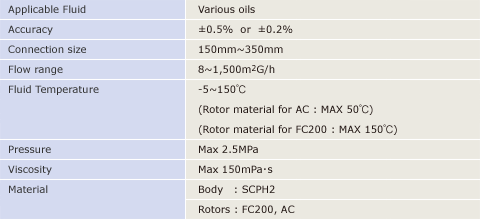 Applicable Fluid Various oils
Accuracy ±0.5% or ±0.2%
Connection size 150mm~350mm
Flow range 8~1,500m²G/h
Fluid Temperature -5~150℃
(Rotor material for AC : MAX 50℃)
(Rotor material for FC200 : MAX 150℃)
Pressure Max 2.5MPa
Viscosity Max 150mPa·s
Material Body : SCPH2
Rotors : FC200, AC